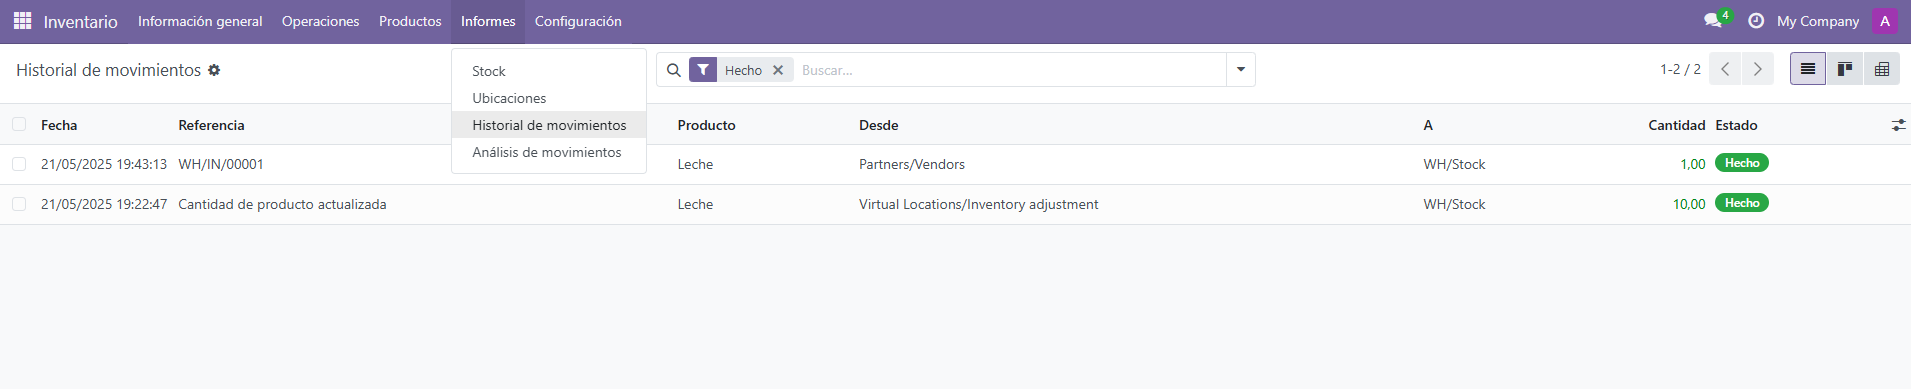 Inventario Información general Operaciones Productos Informes Configuración 4 My Company A
Historial de movimientos Hecho Buscar... 1-2 / 2
Stock
Ubicaciones
Historial de movimientos
Análisis de movimientos
Fecha Referencia Producto Desde A Cantidad Estado
21/05/2025 19:43:13 WH/IN/00001 Leche Partners/Vendors WH/Stock 1,00 Hecho
21/05/2025 19:22:47 Cantidad de producto actualizada Leche Virtual Locations/Inventory adjustment WH/Stock 10,00 Hecho